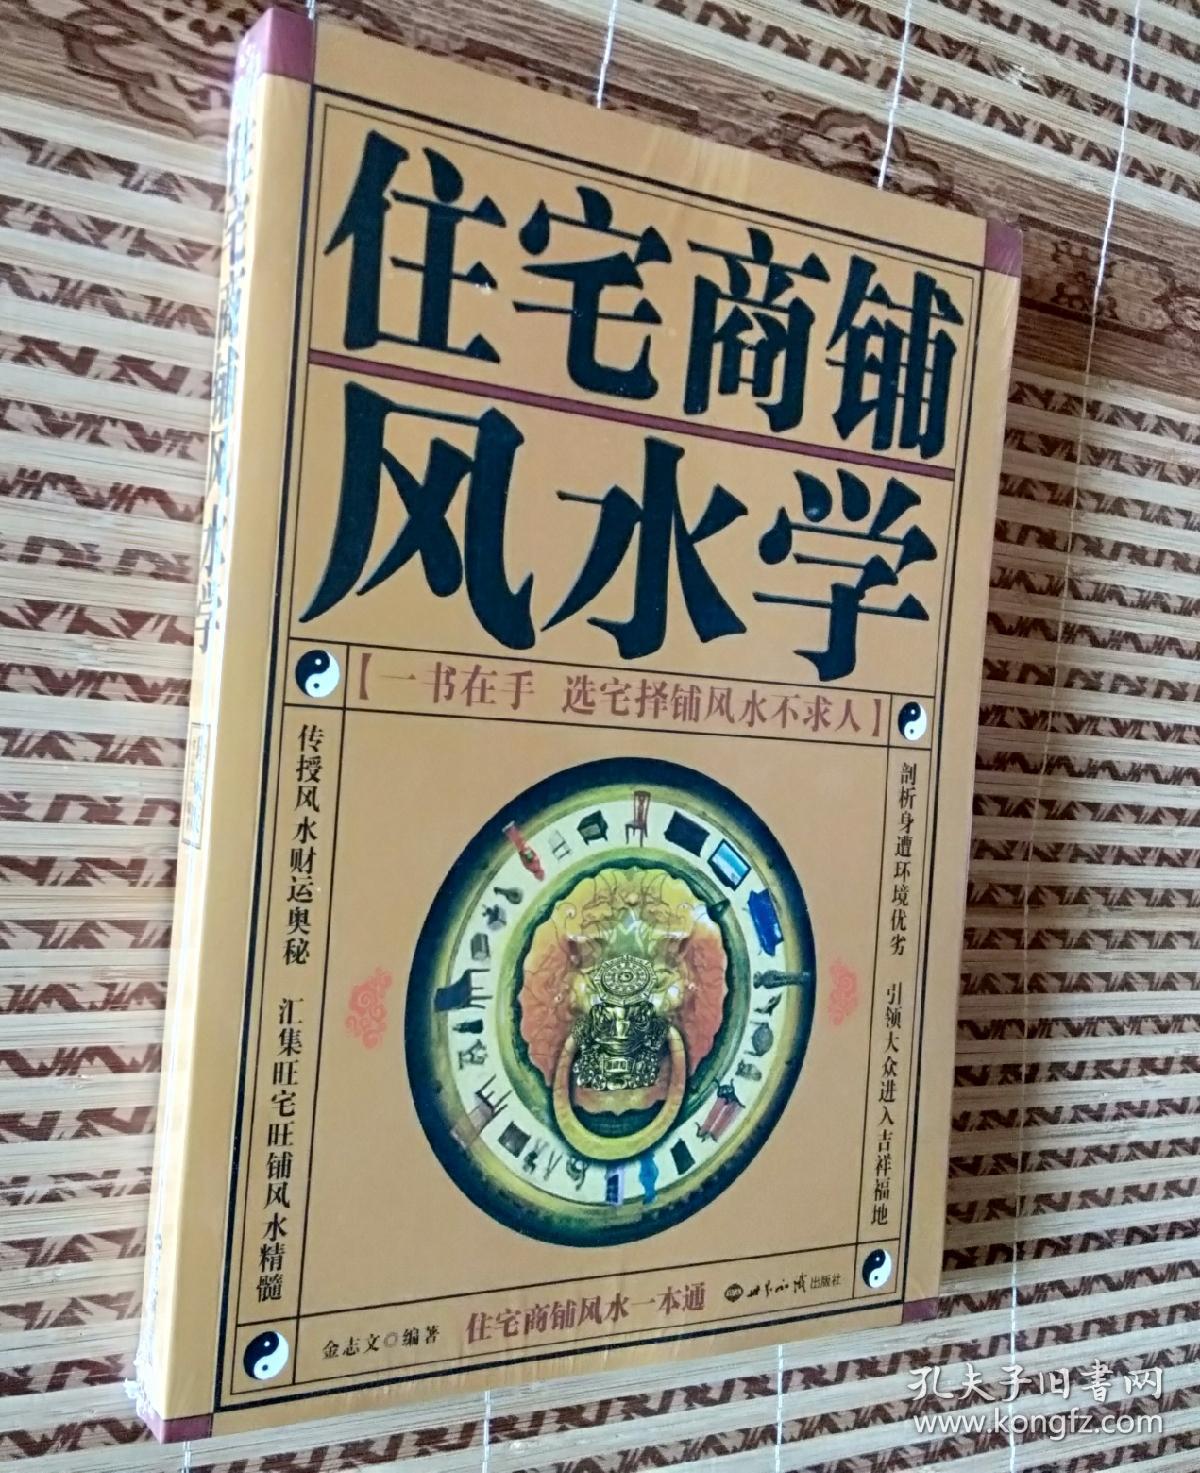 住宅商铺
风水学
【一书在手 选宅择铺风水不求人】
传授风水财运奥秘 汇集旺宅旺铺风水精髓
剖析身遭环境优劣 引领大众进入吉祥福地
金志文◎编著
住宅商铺风水一本通
世界知识出版社
住宅商铺风水学
孔夫子旧书网
www.kongfz.com